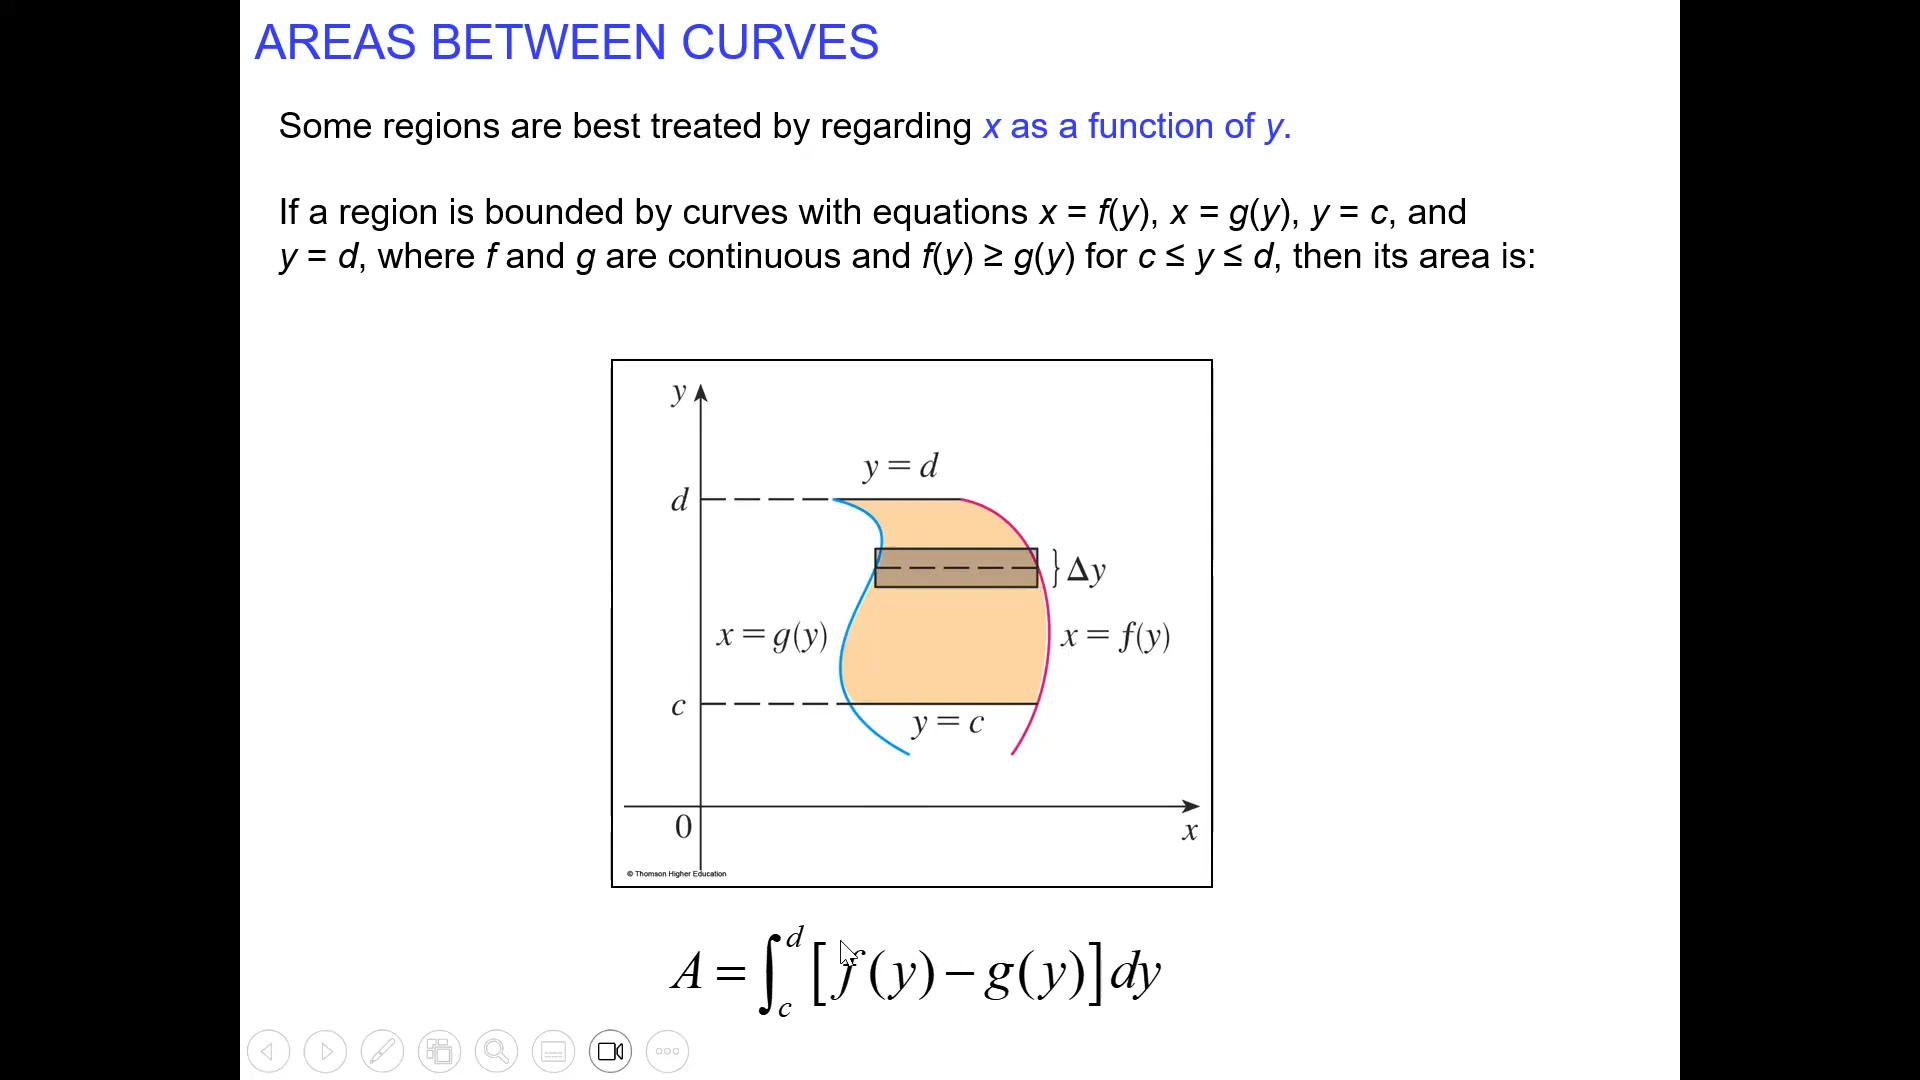 AREAS BETWEEN CURVES
Some regions are best treated by regarding x as a function of y.
If a region is bounded by curves with equations x = f(y), x = g(y), y = c, and
y = d, where f and g are continuous and f(y) ≥ g(y) for c ≤ y ≤ d, then its area is:
y
y = d
d
Δy
x = g(y)
x = f(y)
c
y = c
0
x
© Thomson Higher Education
A = ∫_c^d [f(y) − g(y)] dy